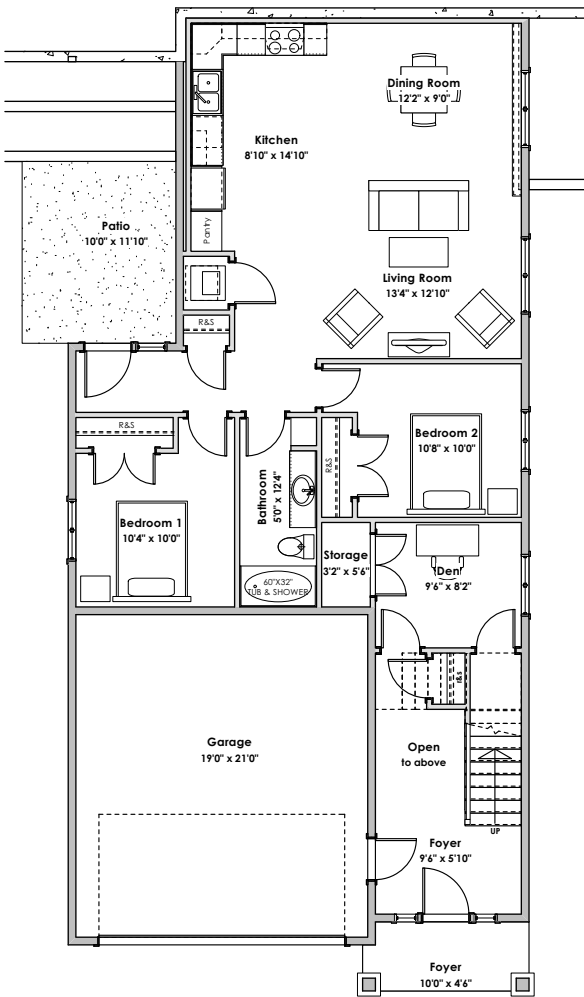 Dining Room
12'2" x 9'0"
Kitchen
8'10" x 14'10"
Patio
10'0" x 11'10"
Pantry
Living Room
13'4" x 12'10"
R&S
R&S
Bedroom 2
10'8" x 10'0"
R&S
Bathroom
5'0" x 12'4"
Bedroom 1
10'4" x 10'0"
Storage
3'2" x 5'6"
Den
9'6" x 8'2"
60"X32"
TUB & SHOWER
R&S
Garage
19'0" x 21'0"
Open
to above
UP
Foyer
9'6" x 5'10"
Foyer
10'0" x 4'6"